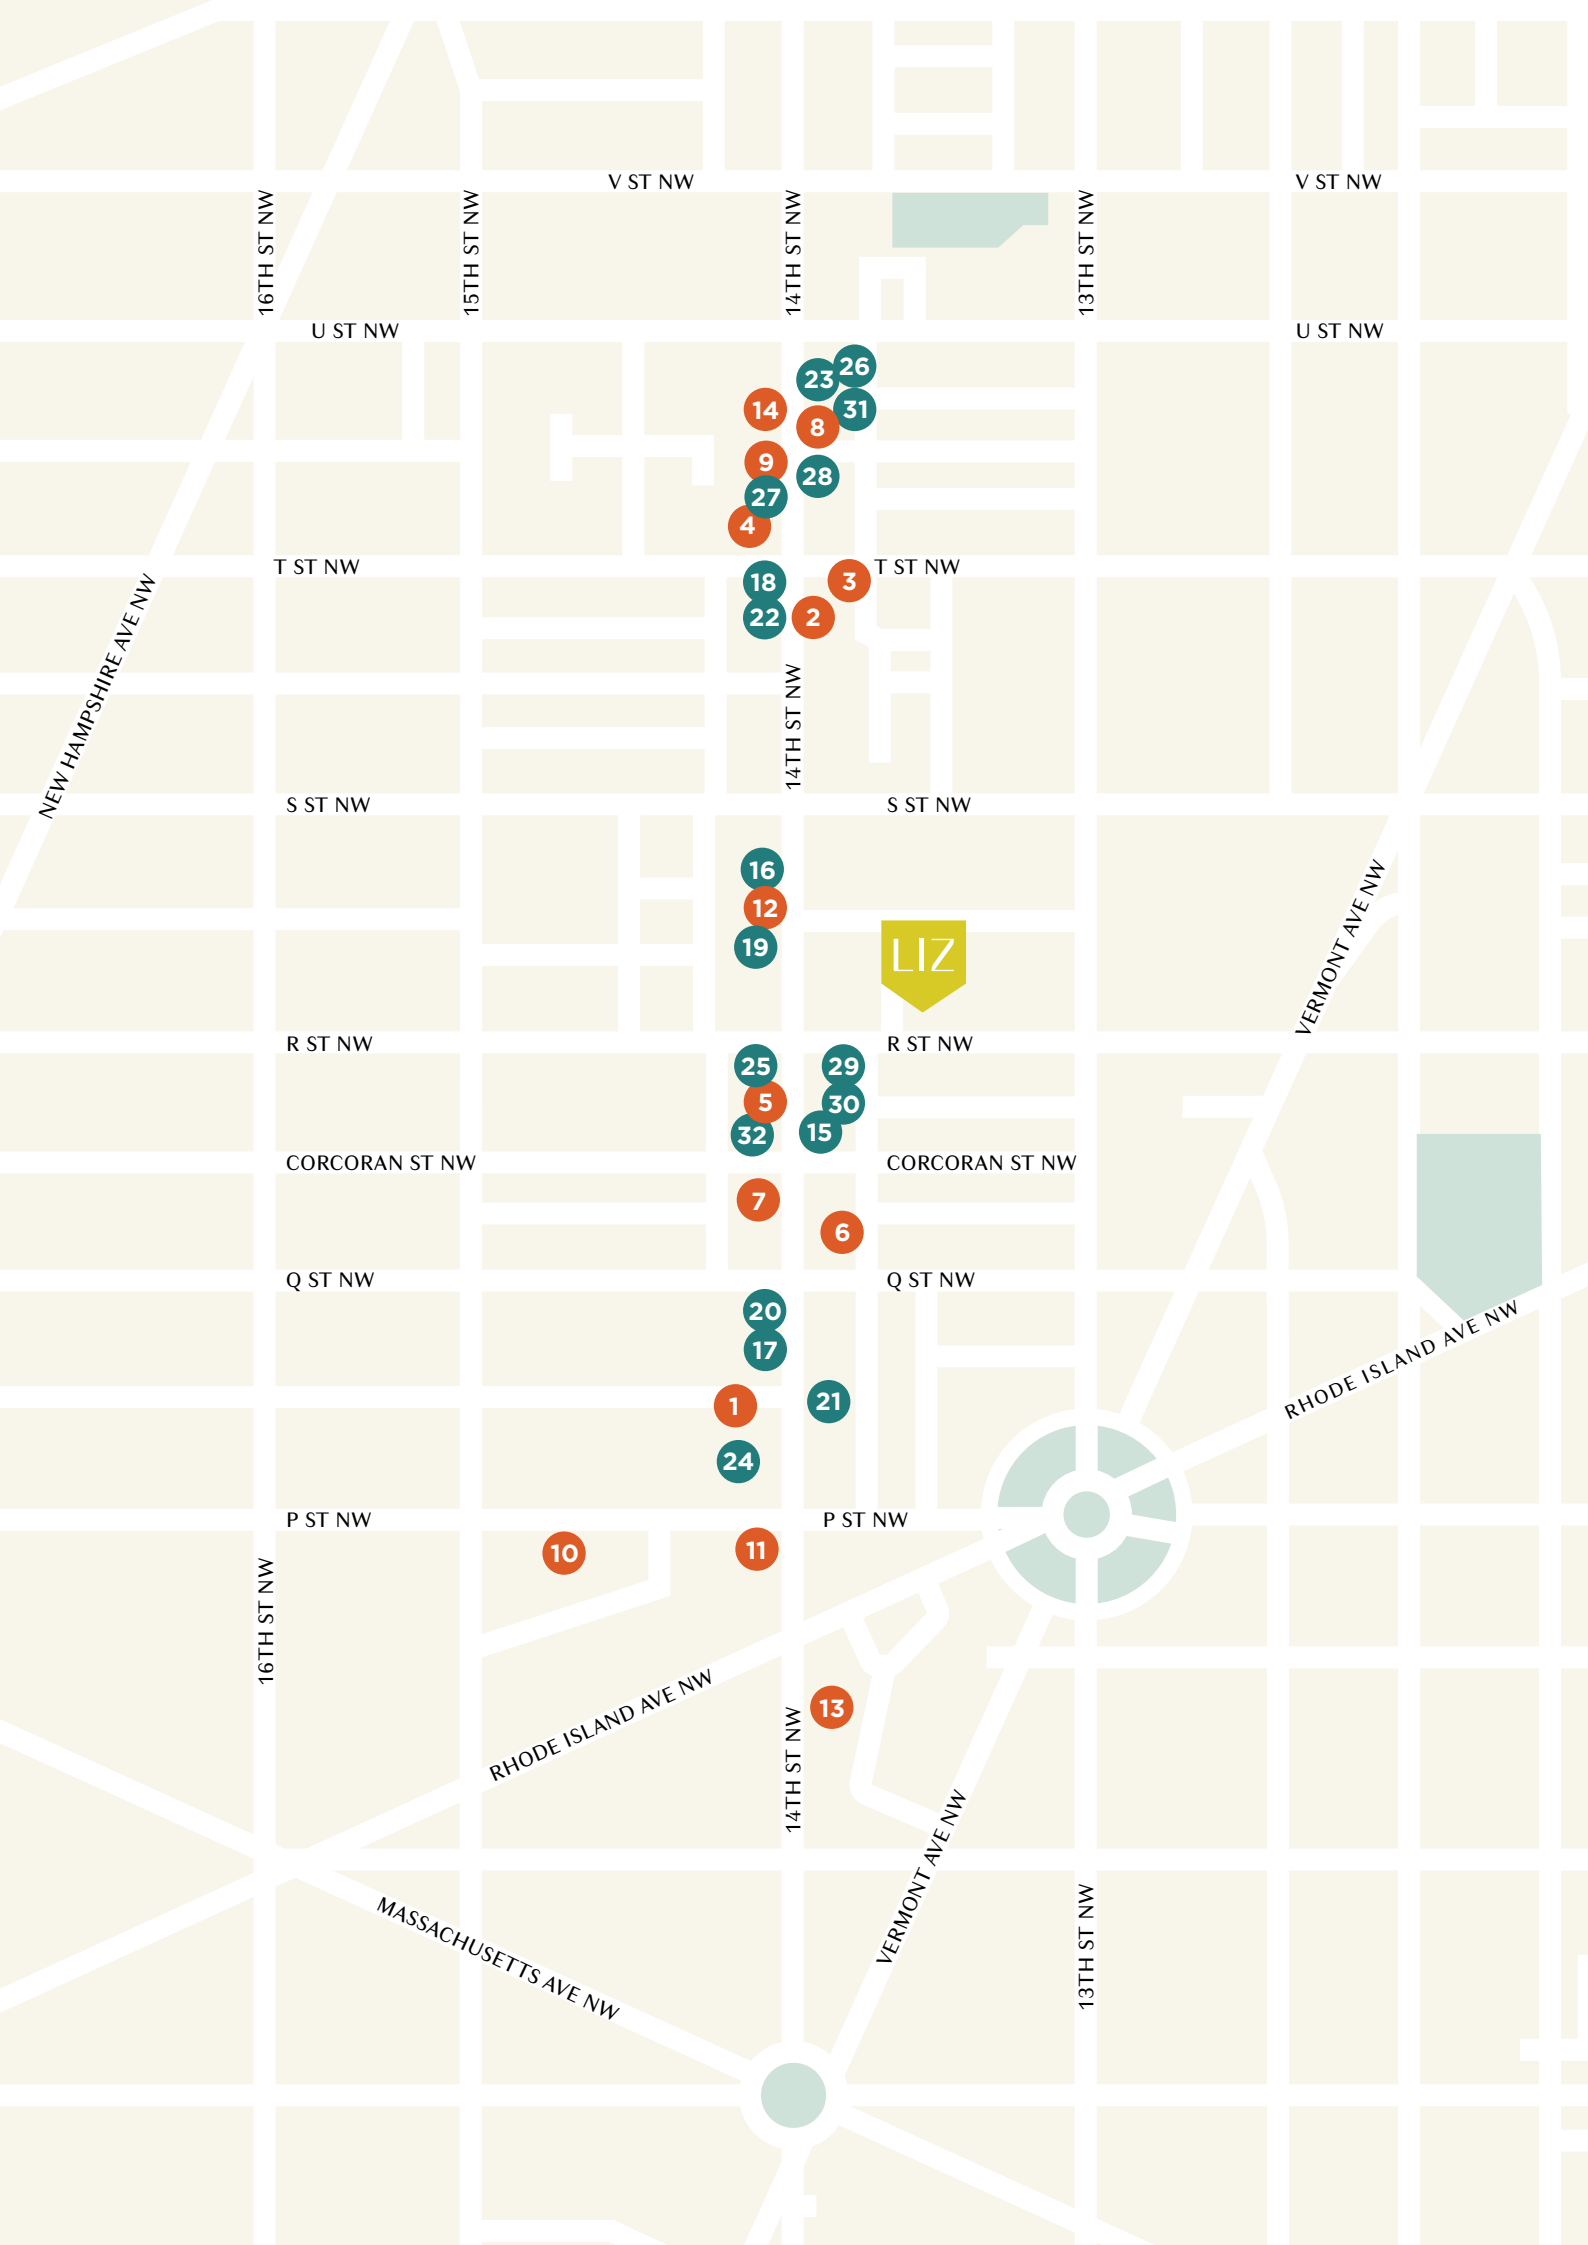 V ST NW
V ST NW
16TH ST NW
15TH ST NW
14TH ST NW
13TH ST NW
U ST NW
U ST NW
26
23
14
31
8
9
28
27
4
T ST NW
T ST NW
18
3
22
2
NEW HAMPSHIRE AVE NW
14TH ST NW
S ST NW
S ST NW
16
12
19
LIZ
VERMONT AVE NW
R ST NW
R ST NW
25
29
5
30
32
15
CORCORAN ST NW
CORCORAN ST NW
7
6
Q ST NW
Q ST NW
20
17
RHODE ISLAND AVE NW
1
21
24
P ST NW
P ST NW
10
11
16TH ST NW
RHODE ISLAND AVE NW
13
14TH ST NW
VERMONT AVE NW
MASSACHUSETTS AVE NW
13TH ST NW